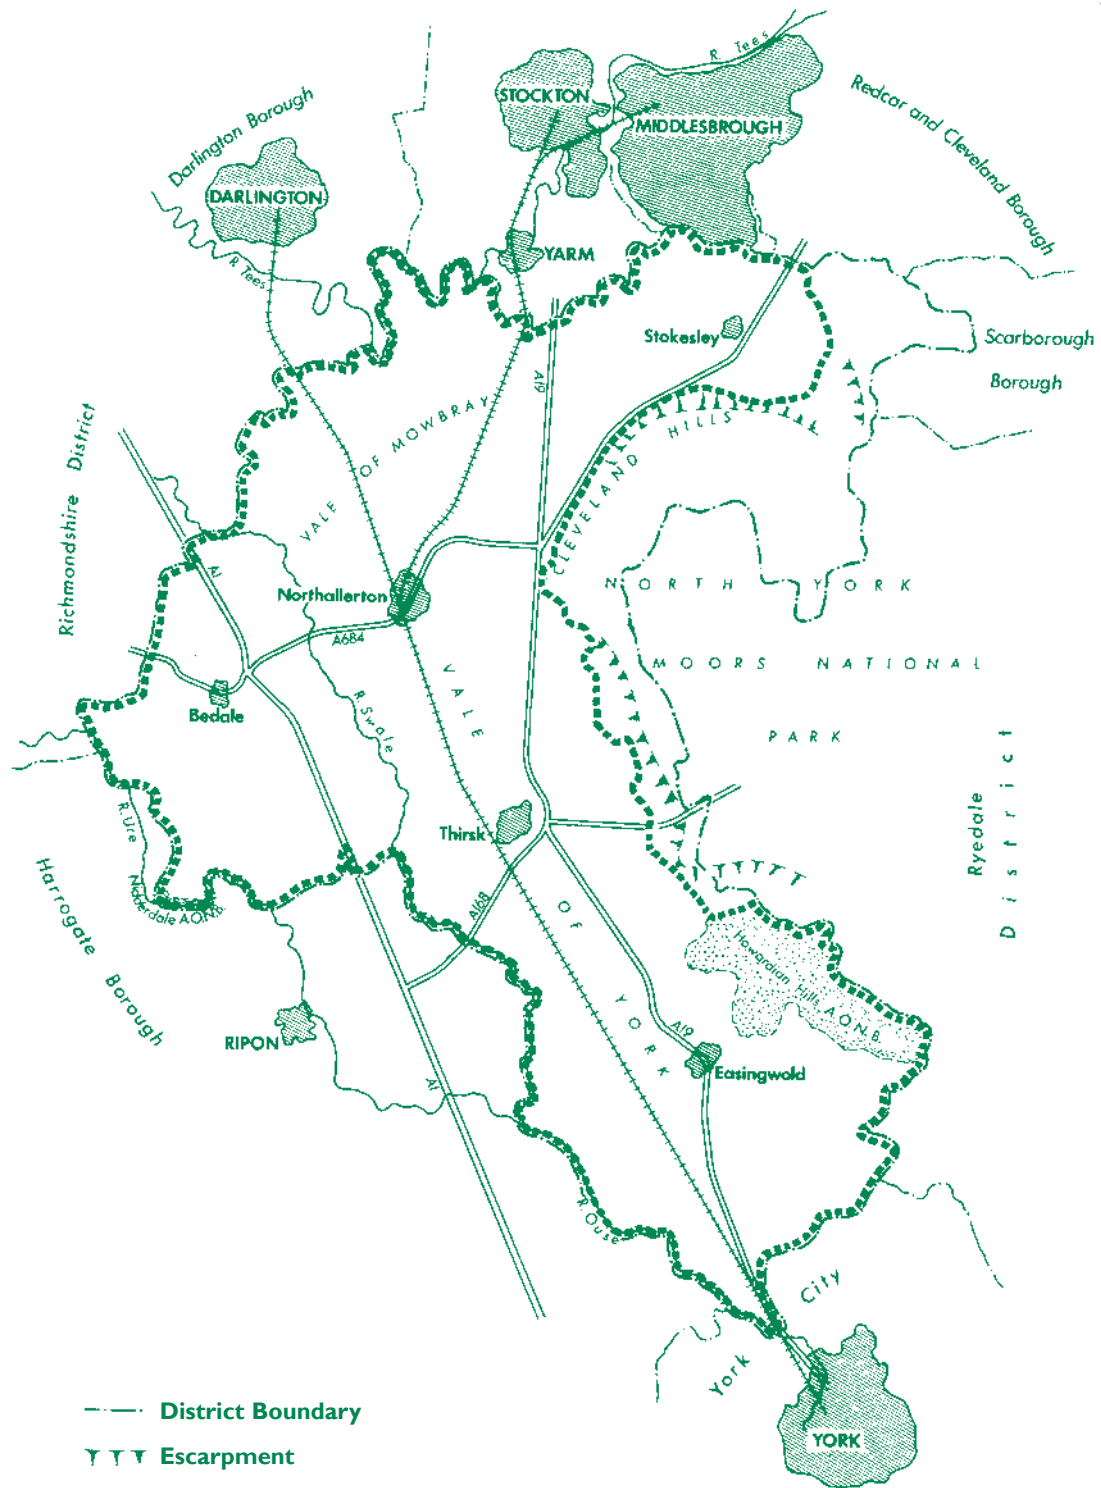 R. Tees
Redcar and Cleveland Borough
Darlington Borough
STOCKTON
MIDDLESBROUGH
DARLINGTON
YARM
R. Tees
Stokesley
Scarborough
Borough
A19
VALE OF MOWBRAY
CLEVELAND HILLS
Richmondshire District
A1
Northallerton
A684
NORTH YORK
MOORS NATIONAL
PARK
Bedale
R. Swale
VALE OF YORK
Thirsk
R. Ure
Nidderdale A.O.N.B.
Harrogate
Borough
A168
Ryedale
District
Howardian Hills A.O.N.B.
RIPON
A19
Easingwold
A1
R. Ouse
York City
YORK
District Boundary
Escarpment